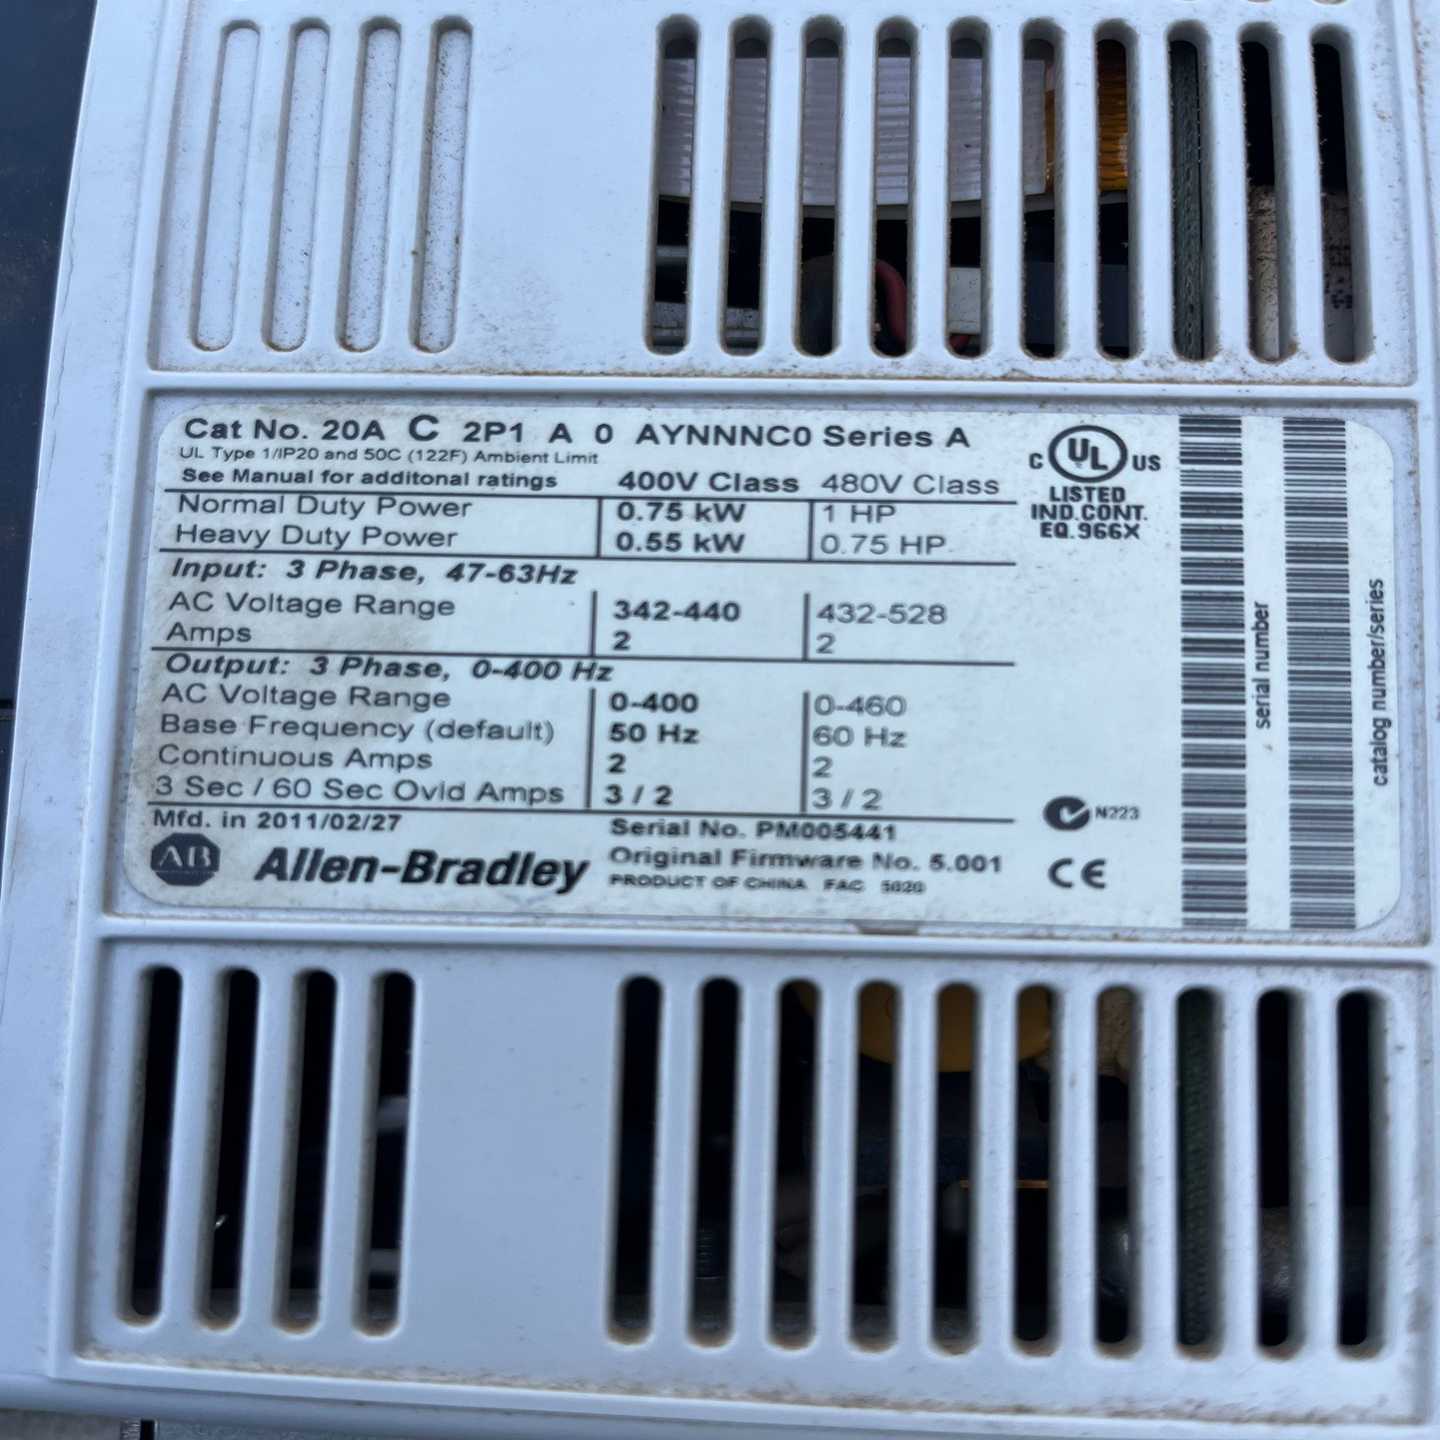 Cat No. 20A C 2P1 A 0 AYNNNC0 Series A
UL Type 1/IP20 and 50C (122F) Ambient Limit
See Manual for additonal ratings 400V Class 480V Class
Normal Duty Power 0.75 kW 1 HP
Heavy Duty Power 0.55 kW 0.75 HP
Input: 3 Phase, 47-63Hz
AC Voltage Range 342-440 432-528
Amps 2 2
Output: 3 Phase, 0-400 Hz
AC Voltage Range 0-400 0-460
Base Frequency (default) 50 Hz 60 Hz
Continuous Amps 2 2
3 Sec / 60 Sec Ovld Amps 3 / 2 3 / 2
Mfd. in 2011/02/27
Serial No. PM005441
AB Allen-Bradley
Original Firmware No. 5.001
PRODUCT OF CHINA FAC 5020
C UL US
LISTED
IND.CONT.
EQ.966X
N223
CE
serial number
catalog number/series